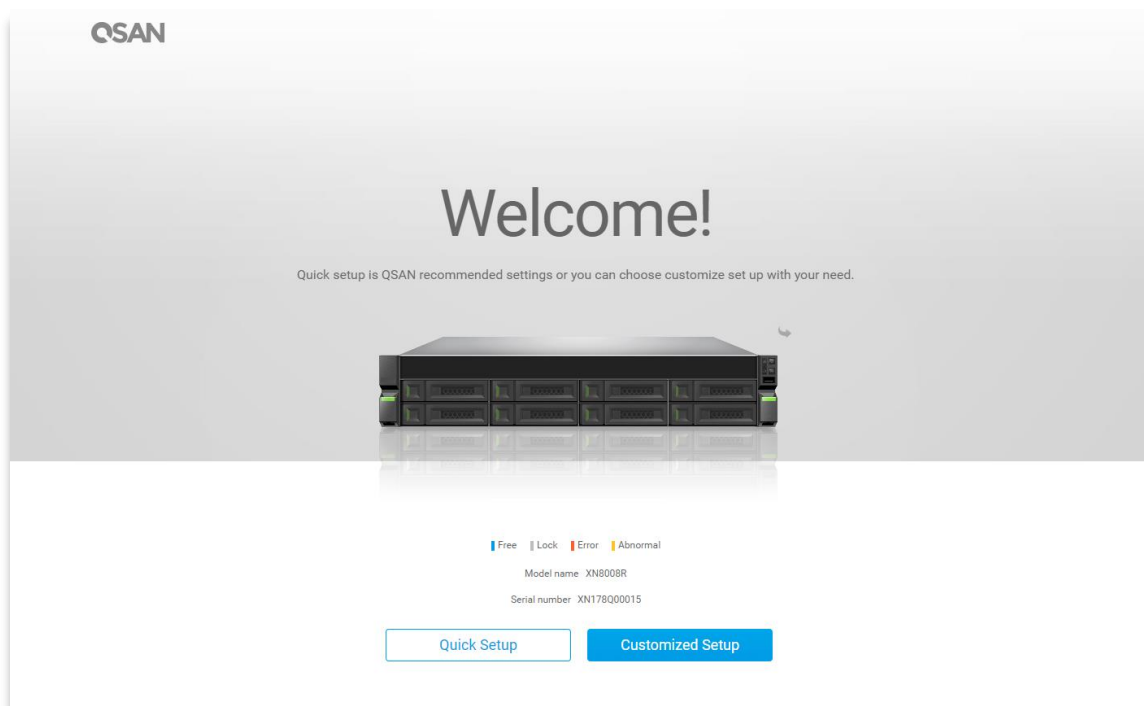 QSAN
Welcome!
Quick setup is QSAN recommended settings or you can choose customize set up with your need.
Free Lock Error Abnormal
Model name XN8008R
Serial number XN178Q00015
Quick Setup Customized Setup